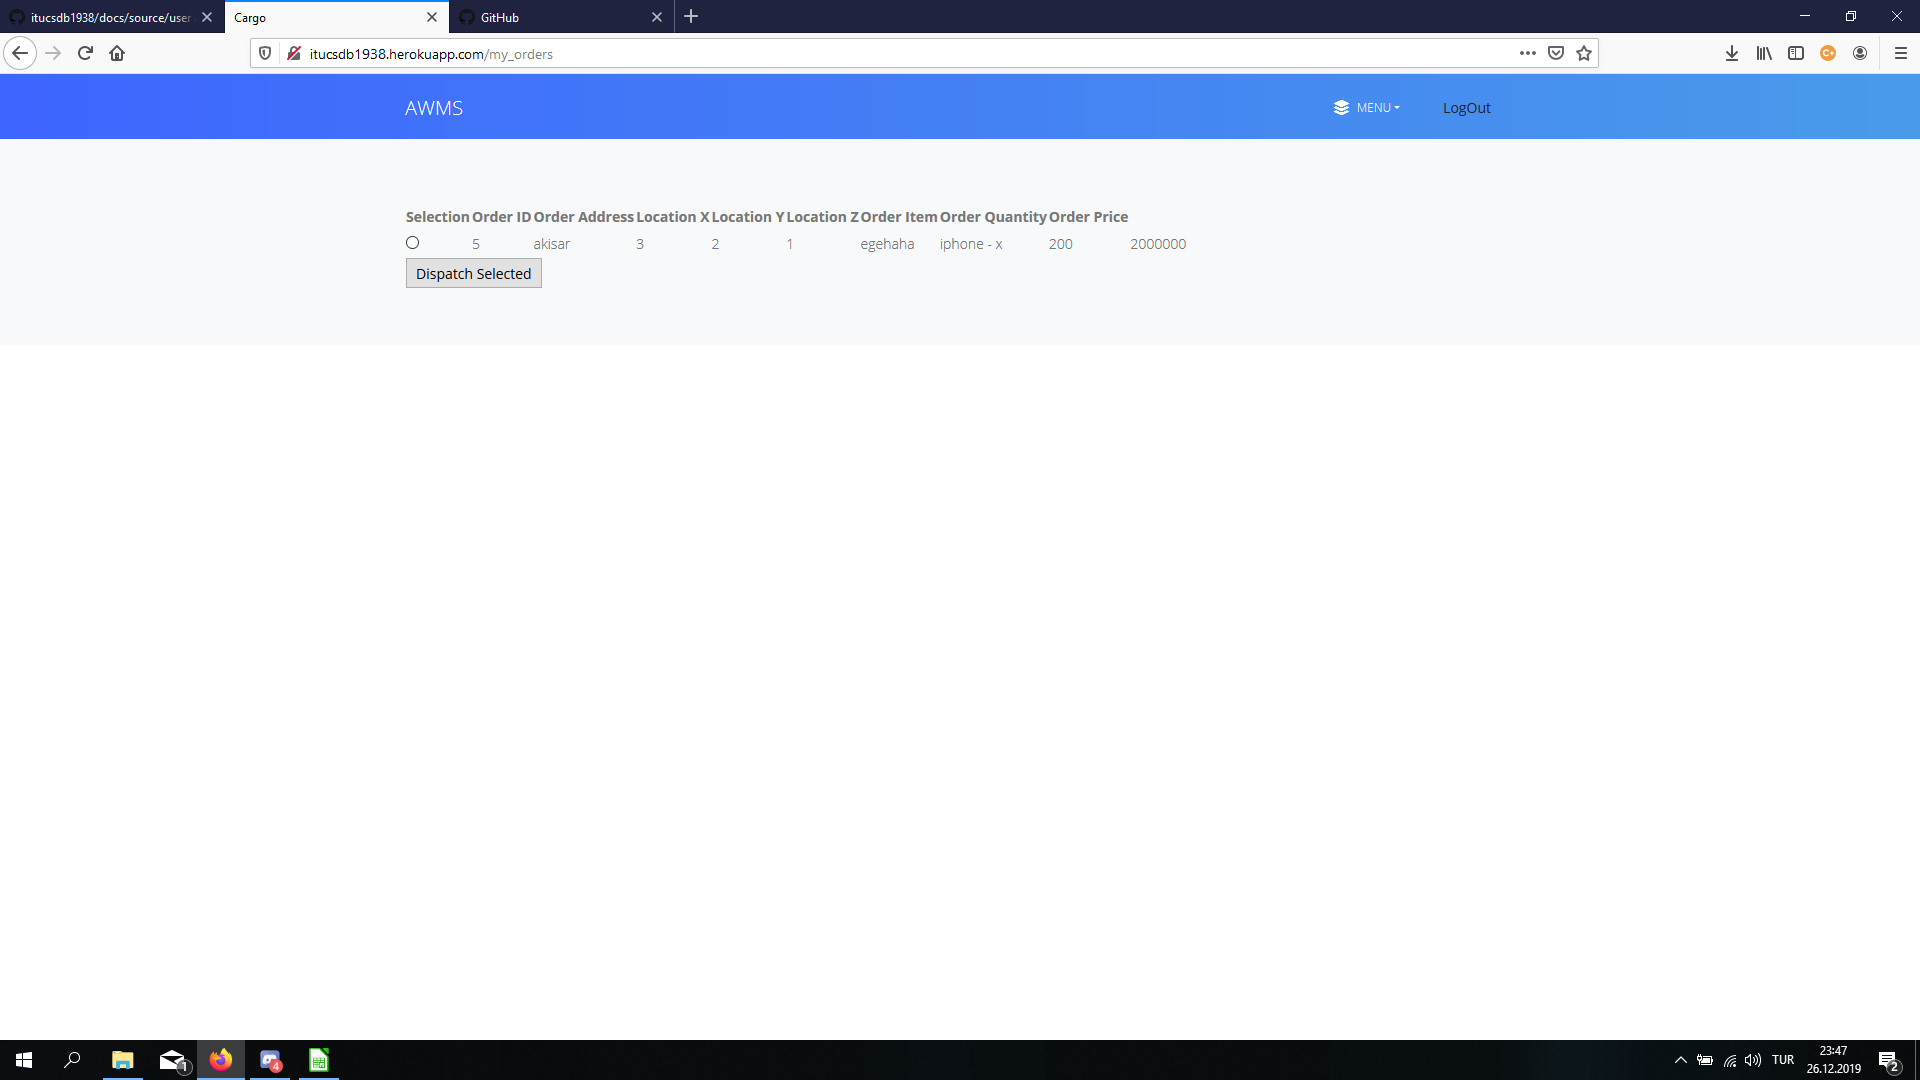 itucsdb1938/docs/source/user
Cargo
GitHub
itucsdb1938.herokuapp.com/my_orders
AWMS
MENU
LogOut
Selection Order ID Order Address Location X Location Y Location Z Order Item Order Quantity Order Price
5 akisar 3 2 1 egehaha iphone - x 200 2000000
Dispatch Selected
1
4
TUR
23:47
26.12.2019
2